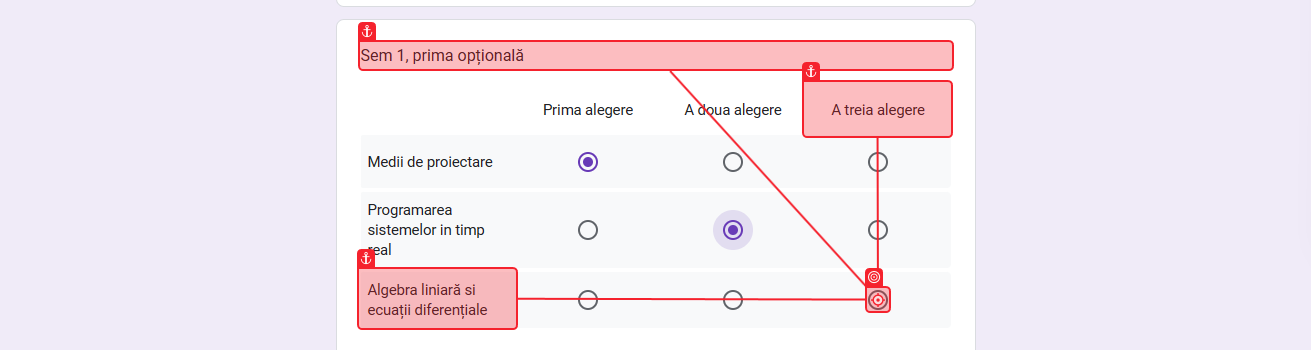 Sem 1, prima opțională
Prima alegere A doua alegere A treia alegere
Medii de proiectare
Programarea
sistemelor in timp
real
Algebra liniară si
ecuații diferențiale